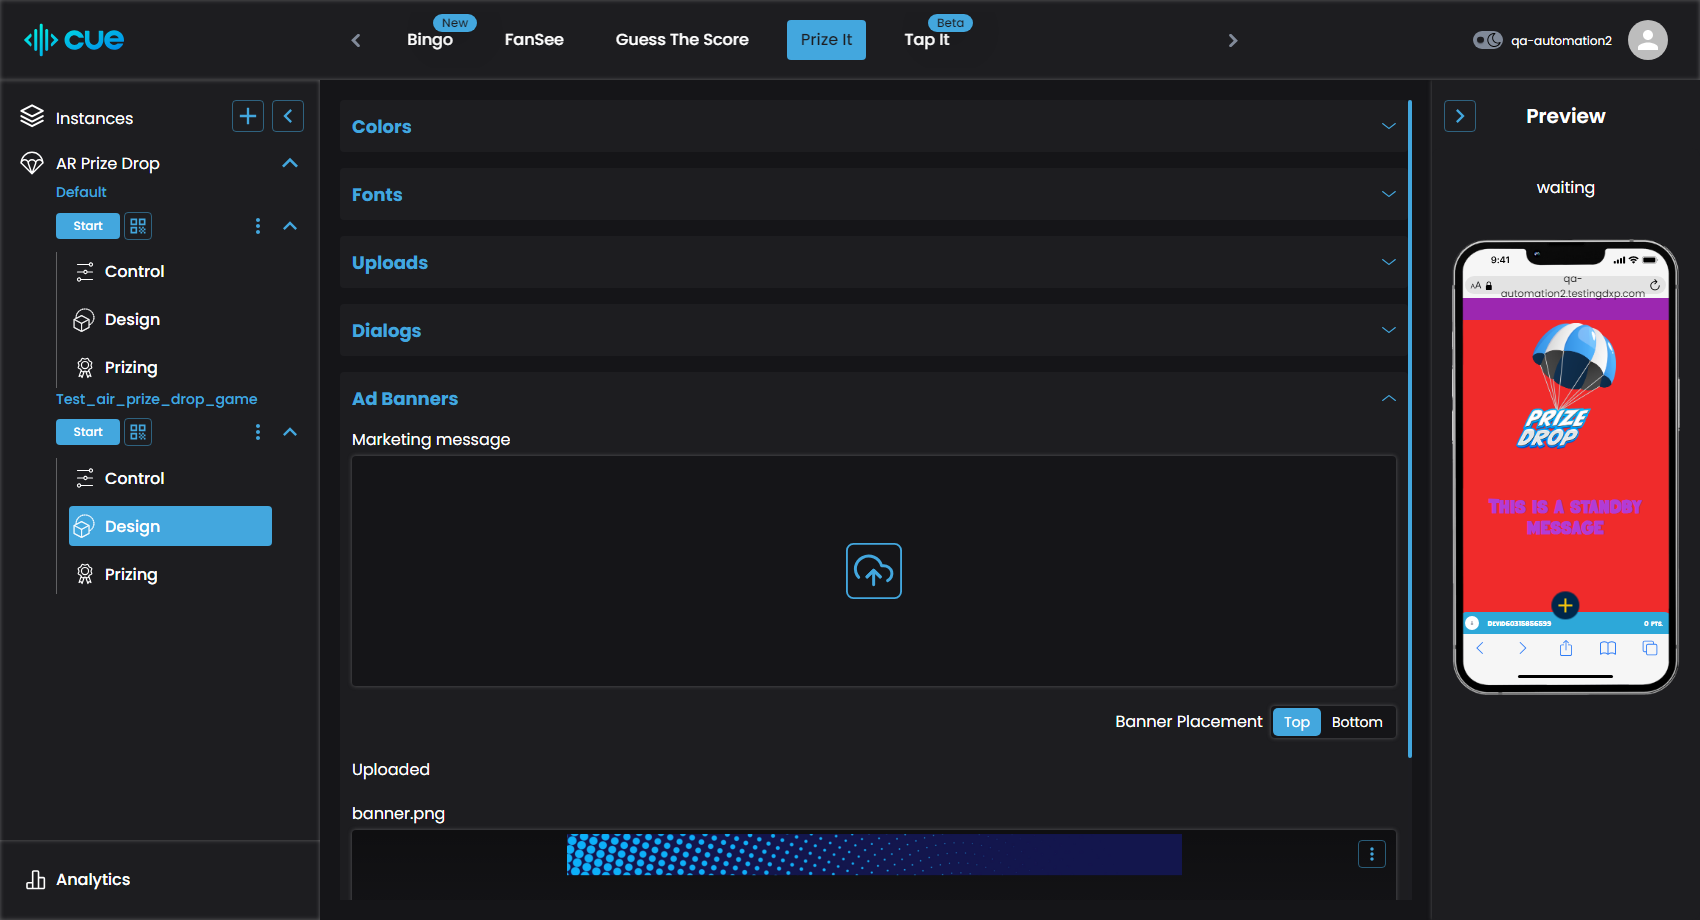 cue
Bingo
New
FanSee
Guess The Score
Prize It
Tap It
Beta
qa-automation2
Instances
AR Prize Drop
Default
Start
Control
Design
Prizing
Test_air_prize_drop_game
Start
Control
Design
Prizing
Analytics
Colors
Fonts
Uploads
Dialogs
Ad Banners
Marketing message
Banner Placement
Top
Bottom
Uploaded
banner.png
Preview
waiting
9:41
AA
qa-
automation2.testingdxp.com
PRIZE
DROP
THIS IS A STANDBY
MESSAGE
0 PTS.